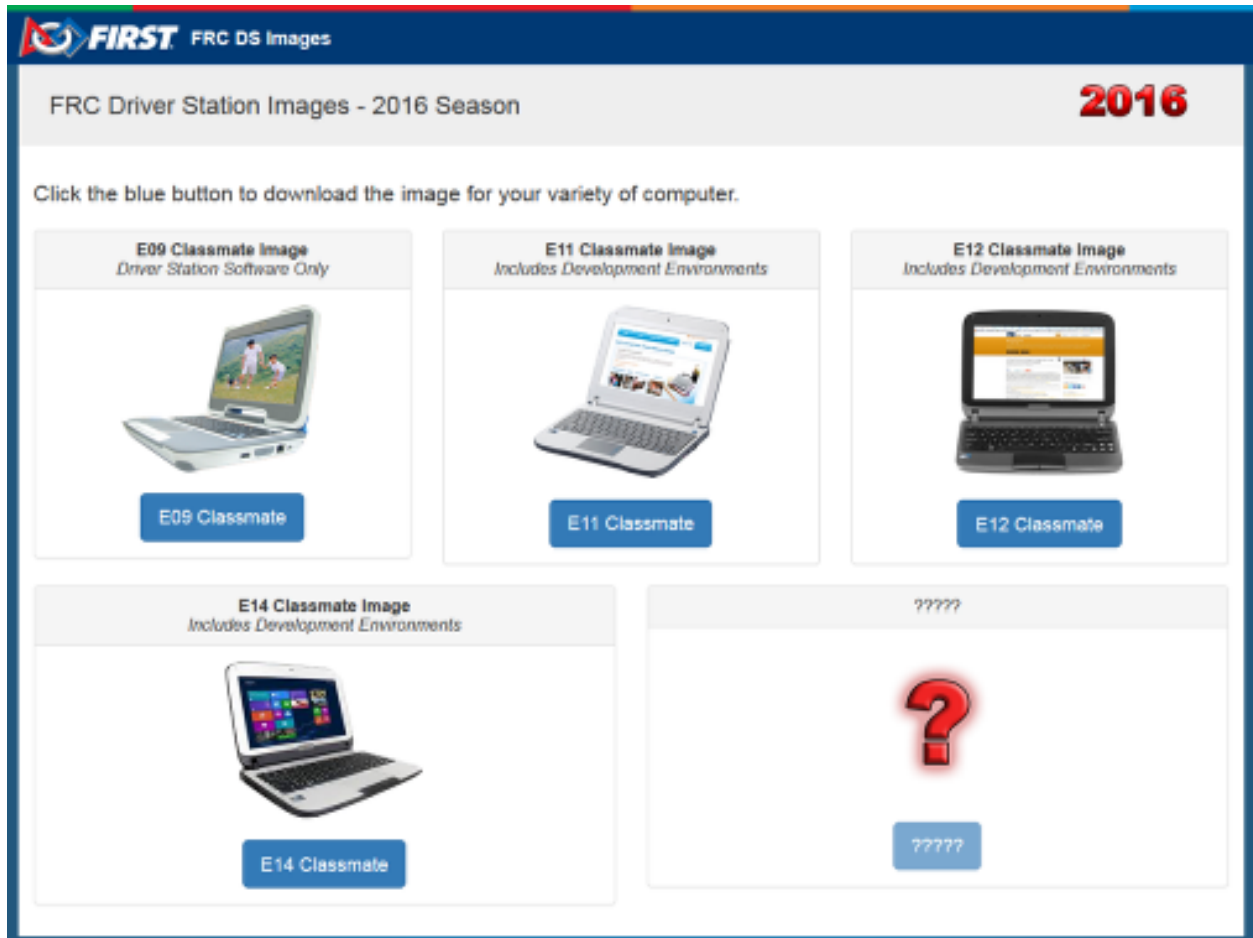 FIRST. FRC DS Images
FRC Driver Station Images - 2016 Season
2016
Click the blue button to download the image for your variety of computer.
E09 Classmate Image
Driver Station Software Only
E09 Classmate
E11 Classmate Image
Includes Development Environments
E11 Classmate
E12 Classmate Image
Includes Development Environments
E12 Classmate
E14 Classmate Image
Includes Development Environments
E14 Classmate
?????
?
?????